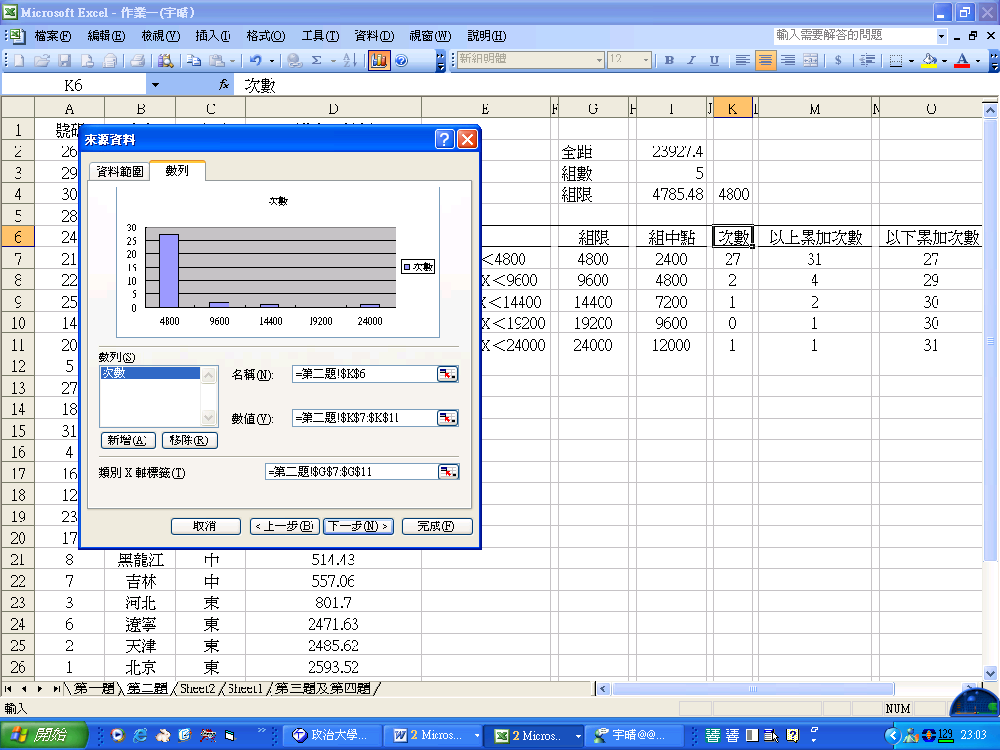 Microsoft Excel - 作業一(宇皓)
檔案(F) 編輯(E) 檢視(V) 插入(I) 格式(O) 工具(T) 資料(D) 視窗(W) 說明(H) 輸入需要解答的問題
新細明體 12 B I U $
K6 fx 次數
A B C D E F G H I J K L M N O
1 號碼
2 26 全距 23927.4
3 29 組數 5
4 30 組限 4785.48 4800
5 28
6 24 組限 組中點 次數 以上累加次數 以下累加次數
7 21 <4800 4800 2400 27 31 27
8 22 X<9600 9600 4800 2 4 29
9 25 X<14400 14400 7200 1 2 30
10 14 X<19200 19200 9600 0 1 30
11 20 X<24000 24000 12000 1 1 31
12 5
13 27
14 18
15 31
16 4
17 16
18 12
19 23
20 17
21 8 黑龍江 中 514.43
22 7 吉林 中 557.06
23 3 河北 東 801.7
24 6 遼寧 東 2471.63
25 2 天津 東 2485.62
26 1 北京 東 2593.52
來源資料
資料範圍 數列
次數
30
25
20
15
10
5
0
4800 9600 14400 19200 24000
次數
數列(S)
次數
名稱(N): =第二題!$K$6
數值(V): =第二題!$K$7:$K$11
新增(A) 移除(R)
類別 X 軸標籤(T): =第二題!$G$7:$G$11
取消 <上一步(B) 下一步(N)> 完成(F)
第一題 第二題 Sheet2 Sheet1 第三題及第四題
輸入 NUM
開始 政治大學... 2 Micros... 2 Micros... 宇皓@@... 129 23:03